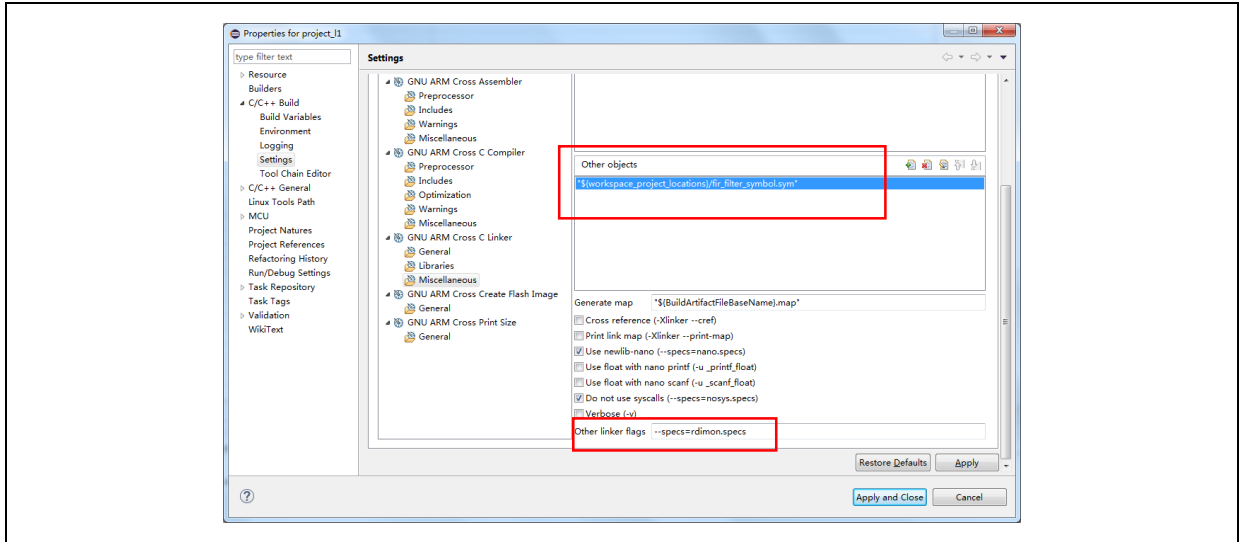 Properties for project_l1
type filter text
Resource
Builders
C/C++ Build
Build Variables
Environment
Logging
Settings
Tool Chain Editor
C/C++ General
Linux Tools Path
MCU
Project Natures
Project References
Refactoring History
Run/Debug Settings
Task Repository
Task Tags
Validation
WikiText
Settings
GNU ARM Cross Assembler
Preprocessor
Includes
Warnings
Miscellaneous
GNU ARM Cross C Compiler
Preprocessor
Includes
Optimization
Warnings
Miscellaneous
GNU ARM Cross C Linker
General
Libraries
Miscellaneous
GNU ARM Cross Create Flash Image
General
GNU ARM Cross Print Size
General
Other objects
"${workspace_project_locations}/fir_filter_symbol.sym"
Generate map "${BuildArtifactFileBaseName}.map"
Cross reference (-Xlinker --cref)
Print link map (-Xlinker --print-map)
Use newlib-nano (--specs=nano.specs)
Use float with nano printf (-u _printf_float)
Use float with nano scanf (-u _scanf_float)
Do not use syscalls (--specs=nosys.specs)
Verbose (-v)
Other linker flags --specs=rdimon.specs
Restore Defaults Apply
Apply and Close Cancel